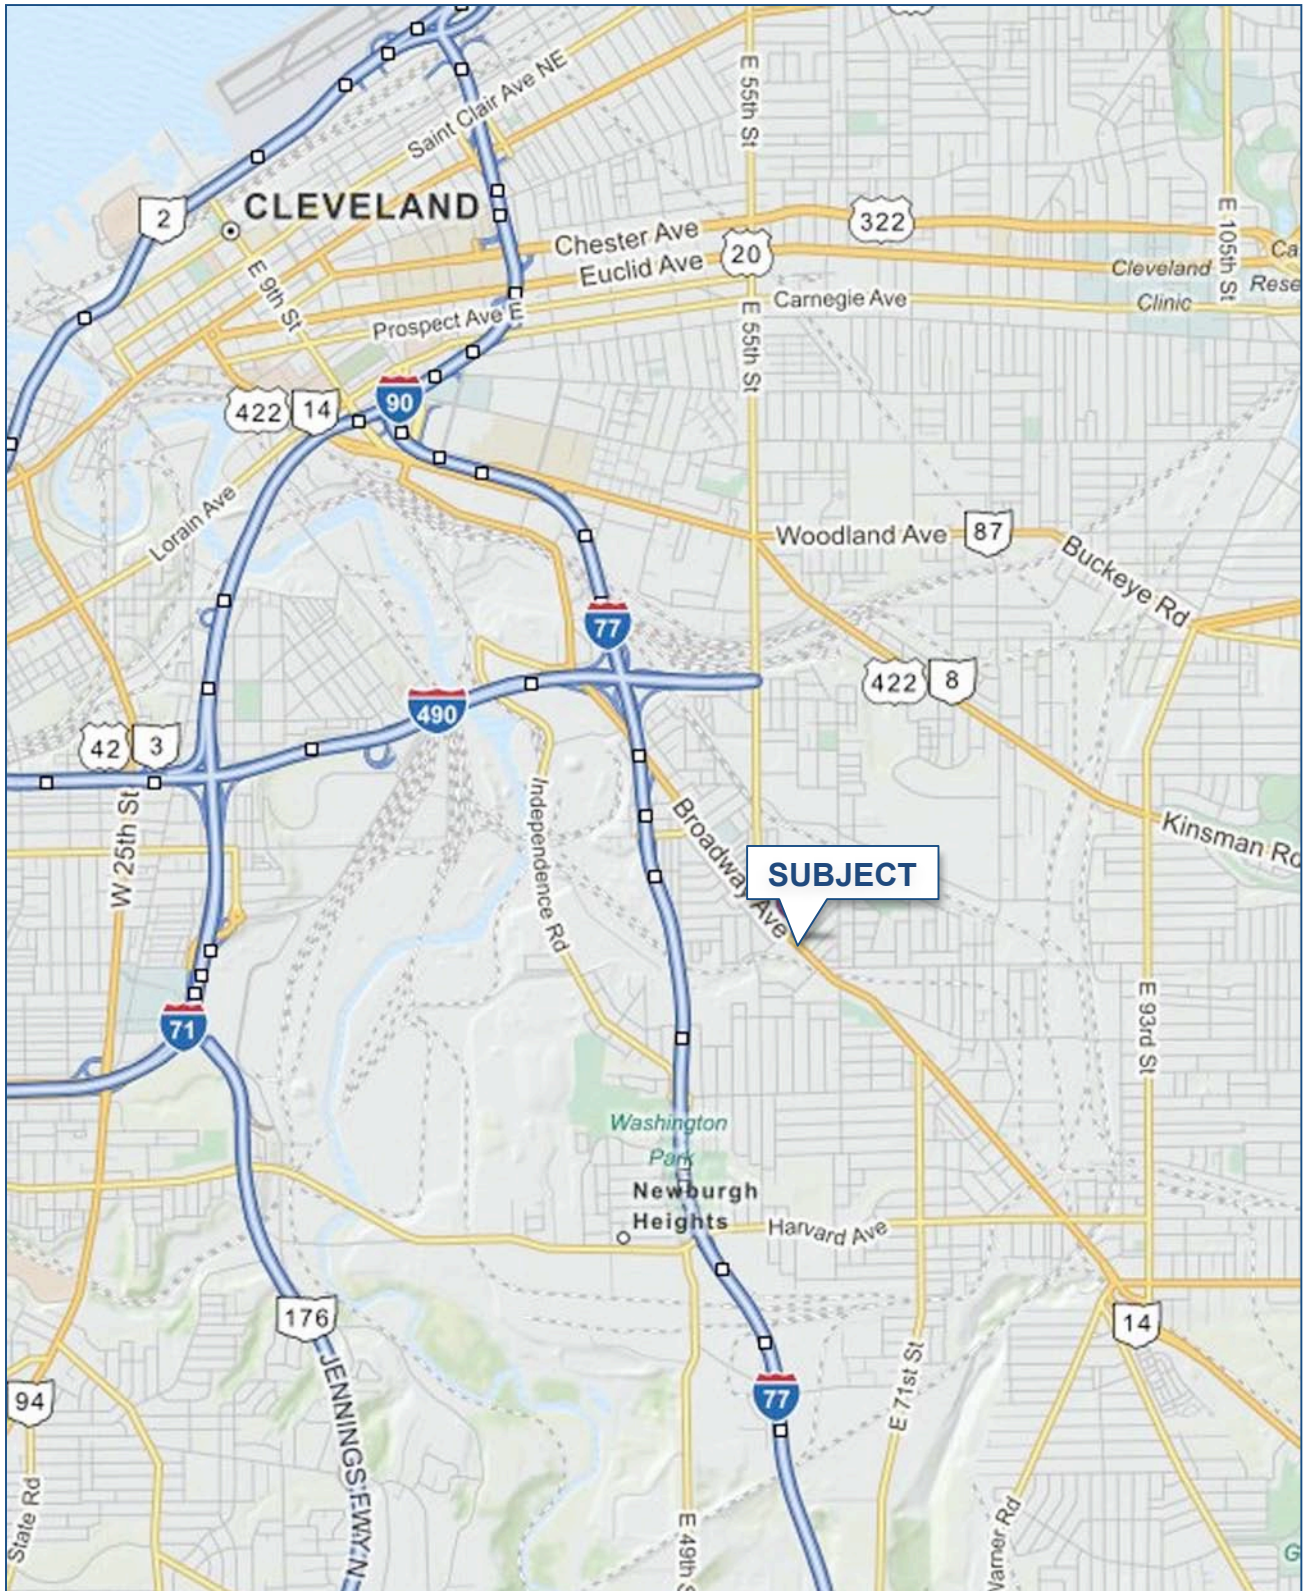 E 55th St
Saint Clair Ave NE
2
CLEVELAND
322
E 105th St
Chester Ave
20
Euclid Ave
Cleveland
Clinic
Carnegie Ave
E 9th St
Prospect Ave E
E 55th St
422
14
90
Lorain Ave
Woodland Ave
87
Buckeye Rd
77
422
8
490
42
3
W 25th St
Independence Rd
Broadway Ave
Kinsman Rd
SUBJECT
71
E 93rd St
Washington
Park
Newburgh
Heights
Harvard Ave
176
14
JENNINGS FWY N
94
77
E 71st St
State Rd
E 49th S
Warner Rd